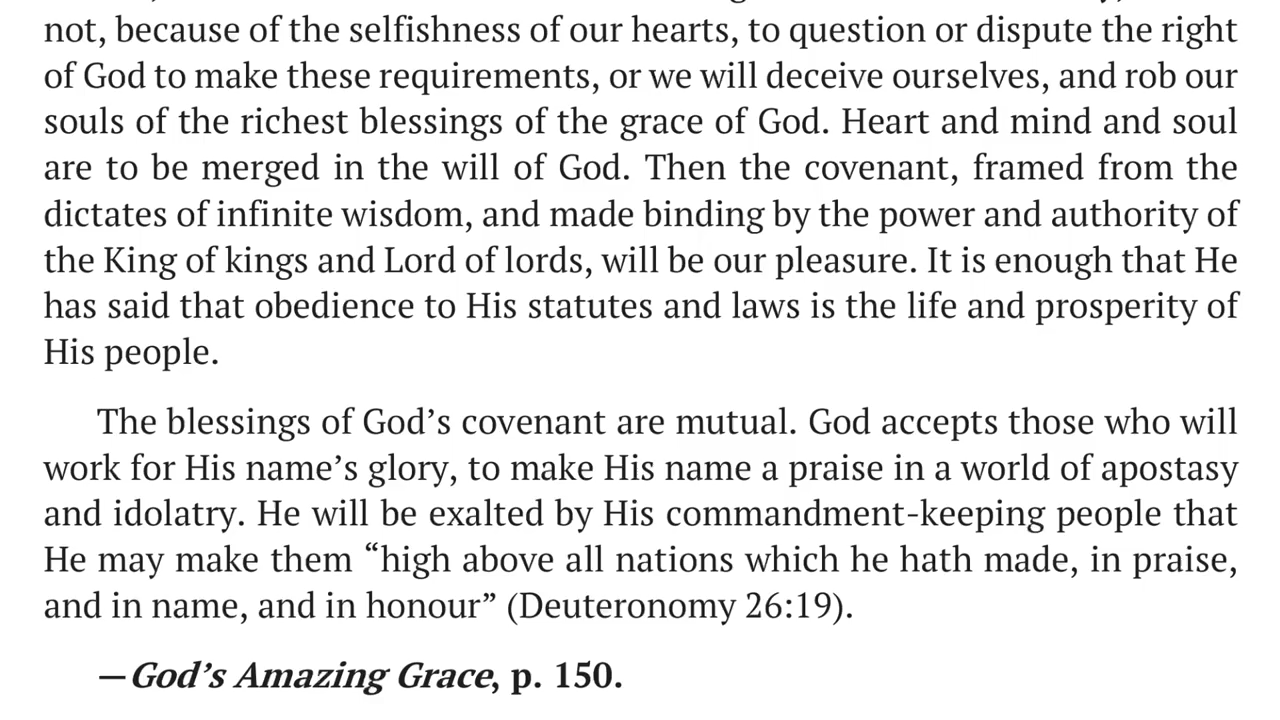 not, because of the selfishness of our hearts, to question or dispute the right
of God to make these requirements, or we will deceive ourselves, and rob our
souls of the richest blessings of the grace of God. Heart and mind and soul
are to be merged in the will of God. Then the covenant, framed from the
dictates of infinite wisdom, and made binding by the power and authority of
the King of kings and Lord of lords, will be our pleasure. It is enough that He
has said that obedience to His statutes and laws is the life and prosperity of
His people.
The blessings of God’s covenant are mutual. God accepts those who will
work for His name’s glory, to make His name a praise in a world of apostasy
and idolatry. He will be exalted by His commandment-keeping people that
He may make them “high above all nations which he hath made, in praise,
and in name, and in honour” (Deuteronomy 26:19).
—God’s Amazing Grace, p. 150.